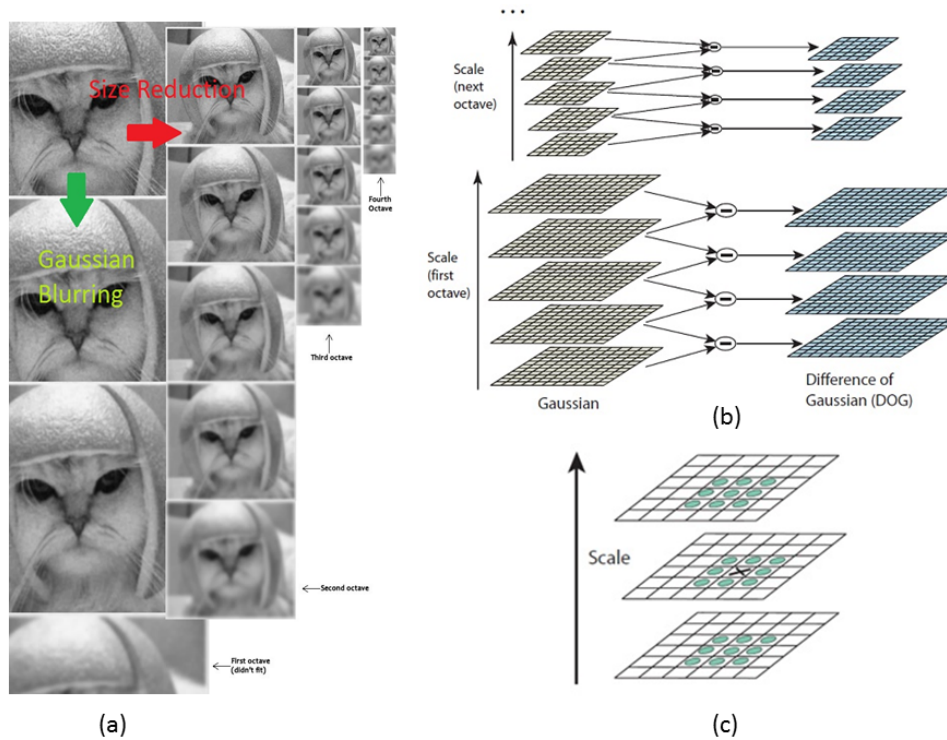 Size Reduction
Gaussian
Blurring
Fourth
Octave
Third octave
Second octave
First octave
(didn't fit)
(a)
...
Scale
(next
octave)
Scale
(first
octave)
Gaussian
Difference of
Gaussian (DOG)
(b)
Scale
X
(c)